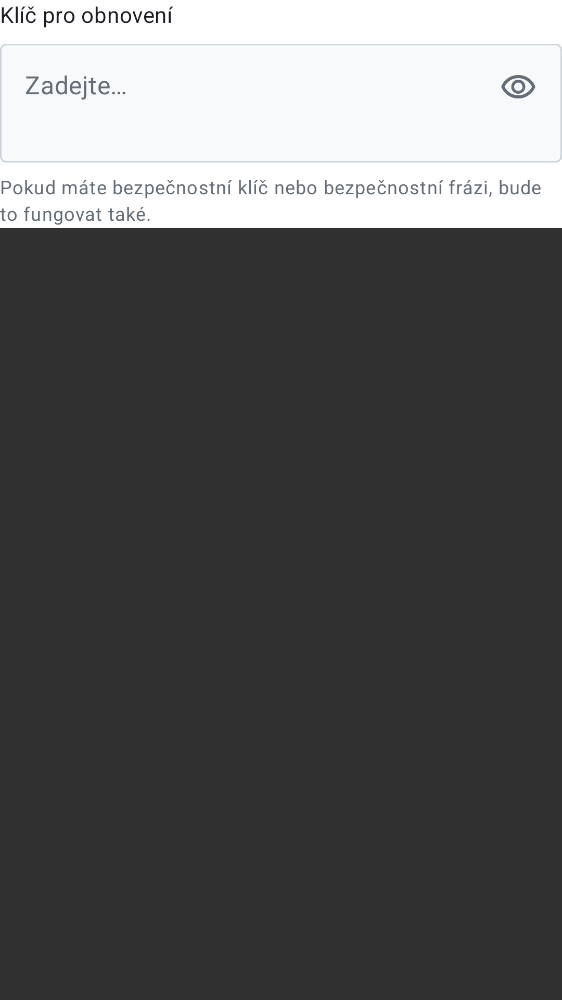 Klíč pro obnovení
Zadejte…
Pokud máte bezpečnostní klíč nebo bezpečnostní frázi, bude
to fungovat také.